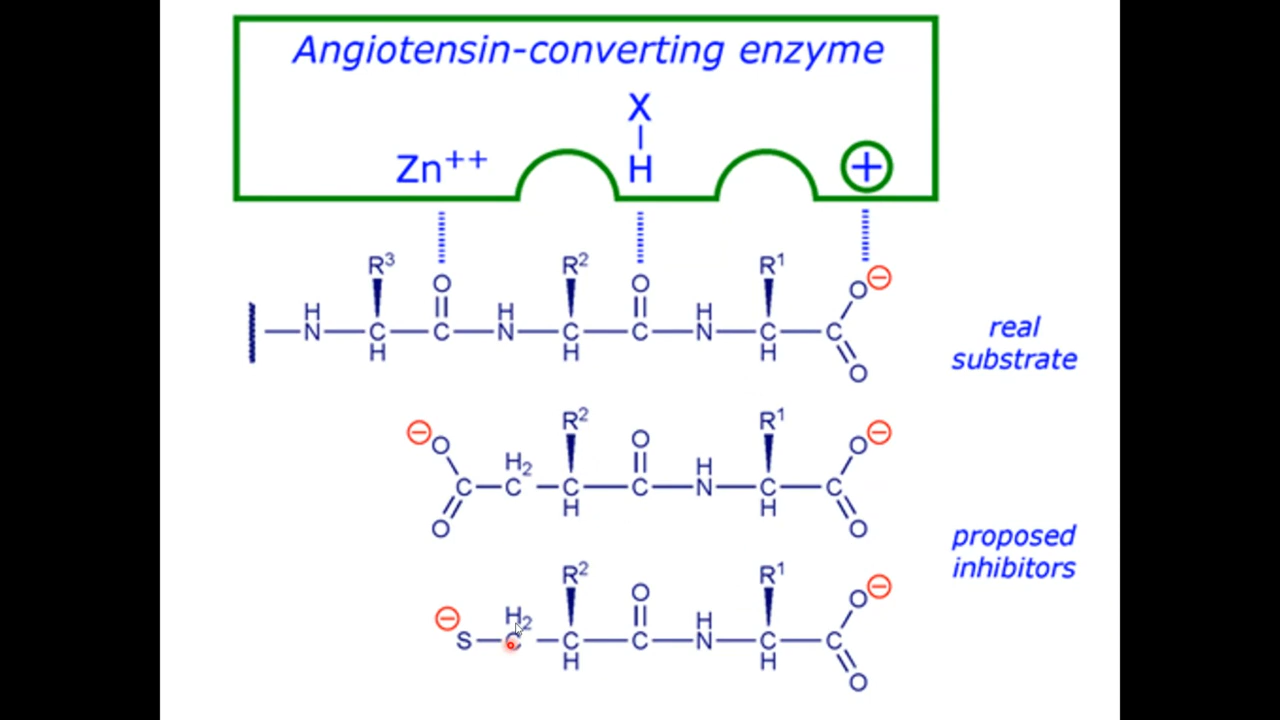 Angiotensin-converting enzyme
X
Zn⁺⁺ H +
R³ R² R¹
O O O⊖
H H H
N C C N C C N C C
H H H
O
real
substrate
R² R¹
⊖ O O O⊖
H₂ H
C C C C N C C
H H
O O
proposed
inhibitors
R² R¹
⊖ O O⊖
H₂ H
S C C C N C C
H H
O